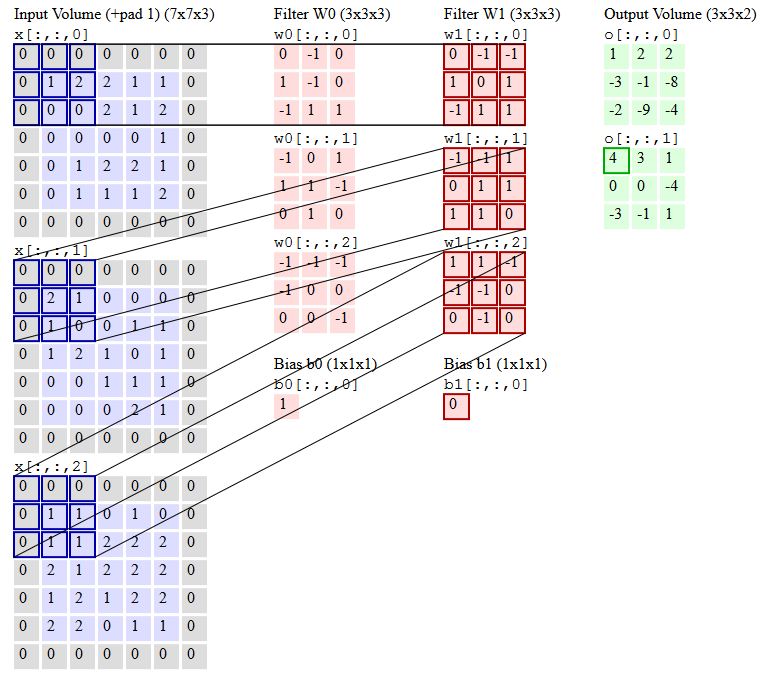 Input Volume (+pad 1) (7x7x3)
x[:,:,0]
0 0 0 0 0 0 0
0 1 2 2 1 1 0
0 0 0 2 1 2 0
0 0 0 0 0 1 0
0 0 1 2 2 1 0
0 0 1 1 1 2 0
0 0 0 0 0 0 0
x[:,:,1]
0 0 0 0 0 0 0
0 2 1 0 0 0 0
0 1 0 0 1 1 0
0 1 2 1 0 1 0
0 0 0 1 1 1 0
0 0 0 0 2 1 0
0 0 0 0 0 0 0
x[:,:,2]
0 0 0 0 0 0 0
0 1 1 0 1 0 0
0 1 1 2 2 2 0
0 2 1 2 2 2 0
0 1 2 1 2 2 0
0 2 2 0 1 1 0
0 0 0 0 0 0 0
Filter W0 (3x3x3)
w0[:,:,0]
0 -1 0
1 -1 0
-1 1 1
w0[:,:,1]
-1 0 1
1 1 -1
0 1 0
w0[:,:,2]
-1 -1 -1
-1 0 0
0 0 -1
Bias b0 (1x1x1)
b0[:,:,0]
1
Filter W1 (3x3x3)
w1[:,:,0]
0 -1 -1
1 0 1
-1 1 1
w1[:,:,1]
-1 -1 1
0 1 1
1 1 0
w1[:,:,2]
1 1 -1
-1 -1 0
0 -1 0
Bias b1 (1x1x1)
b1[:,:,0]
0
Output Volume (3x3x2)
o[:,:,0]
1 2 2
-3 -1 -8
-2 -9 -4
o[:,:,1]
4 3 1
0 0 -4
-3 -1 1